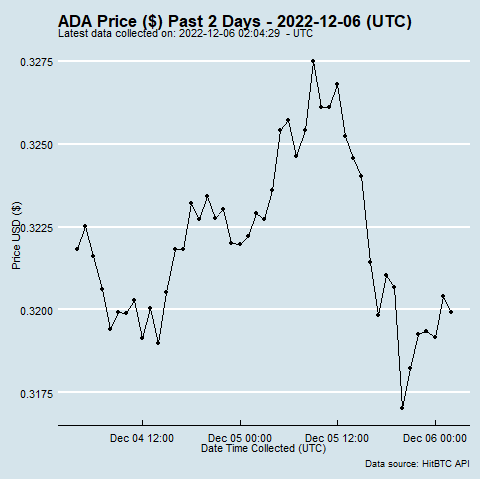 ADA Price ($) Past 2 Days - 2022-12-06 (UTC)
Latest data collected on: 2022-12-06 02:04:29 - UTC
0.3275
0.3250
0.3225
0.3200
0.3175
Price USD ($)
Dec 04 12:00
Dec 05 00:00
Dec 05 12:00
Dec 06 00:00
Date Time Collected (UTC)
Data source: HitBTC API